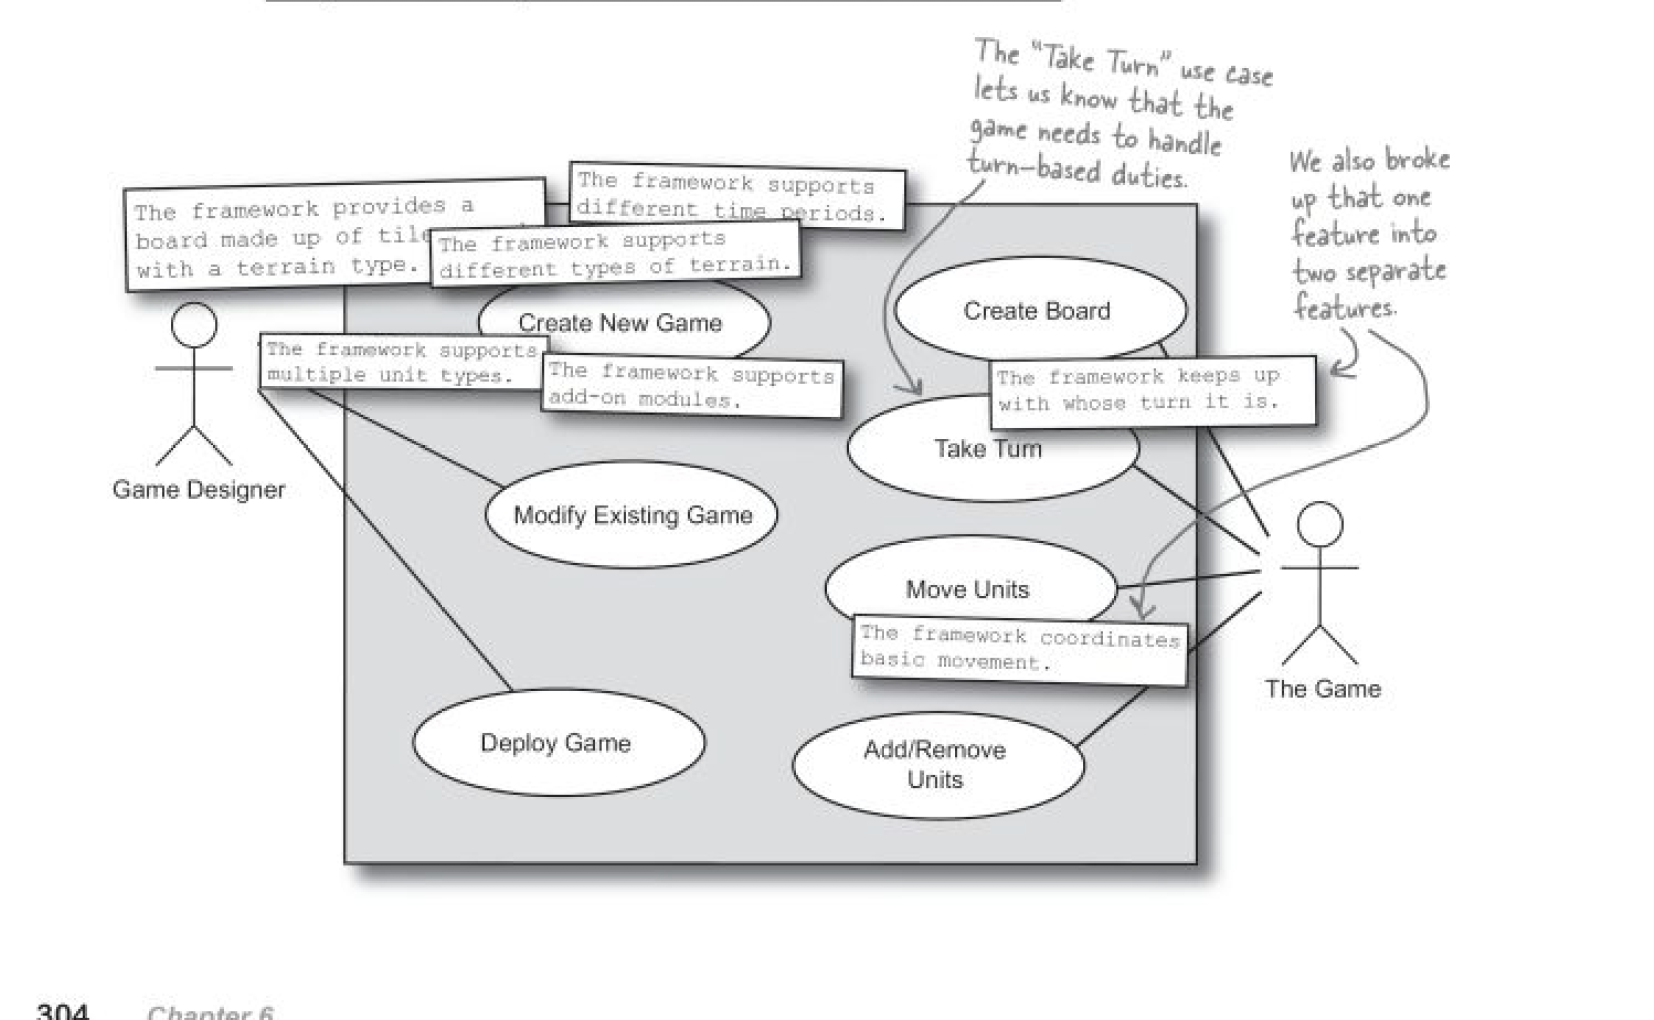 The "Take Turn" use case
lets us know that the
game needs to handle
turn-based duties.
We also broke
up that one
feature into
two separate
features.
The framework provides a
board made up of
with a terrain type.
The framework supports
different time periods.
The framework supports
different types of terrain.
Create New Game
Create Board
The framework supports
multiple unit types.
The framework supports
add-on modules.
The framework keeps up
with whose turn it is.
Take Turn
Game Designer
Modify Existing Game
Move Units
The framework coordinates
basic movement.
The Game
Deploy Game
Add/Remove
Units
304 Chapter 6